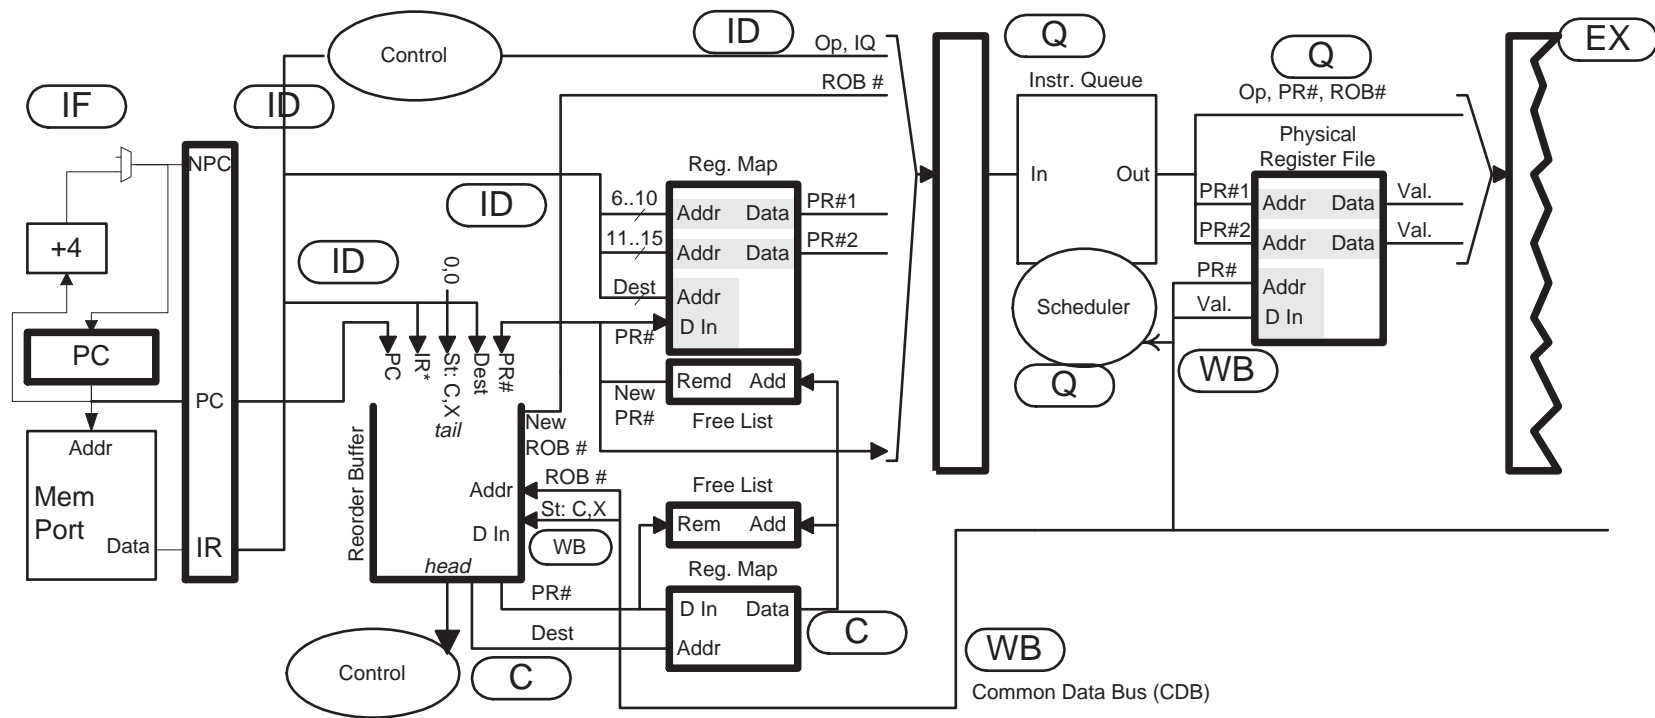 Control
ID
Op, IQ
Q
EX
ROB #
Q
Instr. Queue
Op, PR#, ROB#
IF
ID
Physical
Register File
NPC
Reg. Map
In
Out
6..10
Addr
Data
PR#1
PR#1
Addr
Data
Val.
ID
11..15
Addr
Data
PR#2
PR#2
Addr
Data
Val.
+4
ID
0,0
Dest
Addr
PR#
Addr
Scheduler
Val.
D In
PR#
D In
PC
PC
IR*
St: C,X
Dest
PR#
Remd
Add
Q
WB
New
PR#
Free List
PC
tail
New
ROB #
Addr
Reorder Buffer
ROB #
Free List
Mem
Port
Addr
St: C,X
Rem
Add
D In
Data
IR
WB
head
Reg. Map
PR#
D In
Data
Dest
Addr
C
WB
Control
C
Common Data Bus (CDB)